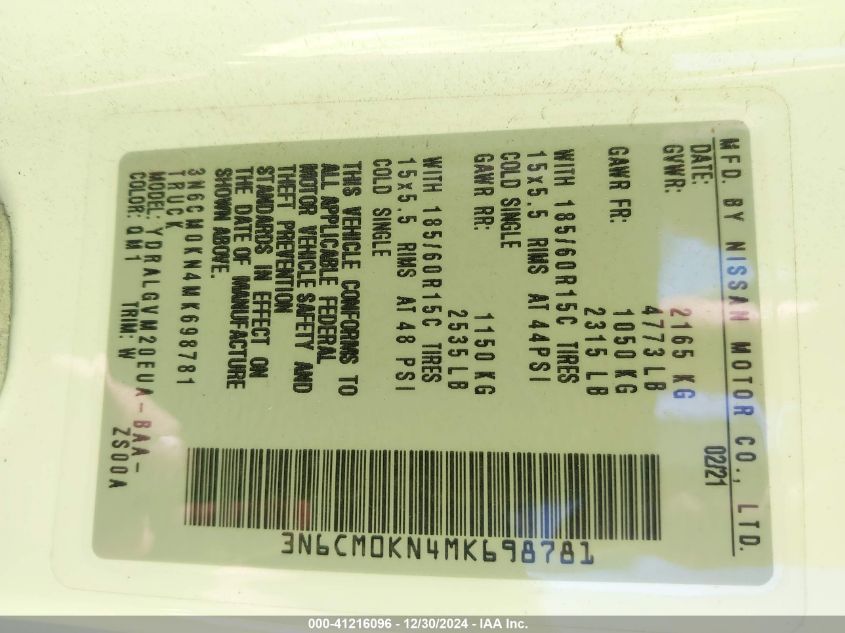 MFD. BY NISSAN MOTOR CO., LTD.
DATE: 02/21
GVWR: 2165 KG
4773 LB
GAWR FR: 1050 KG
2315 LB
WITH 185/60R15C TIRES
15x5.5 RIMS AT 44PSI
COLD SINGLE
GAWR RR: 1150 KG
2535 LB
WITH 185/60R15C TIRES
15x5.5 RIMS AT 48 PSI
COLD SINGLE
THIS VEHICLE CONFORMS TO
ALL APPLICABLE FEDERAL
MOTOR VEHICLE SAFETY AND
THEFT PREVENTION
STANDARDS IN EFFECT ON
THE DATE OF MANUFACTURE
SHOWN ABOVE.
3N6CM0KN4MK698781
TRUCK
MODEL: YDRALGVM20EUA-BAA-
COLOR: QM1 TRIM: W ZS00A
3N6CM0KN4MK698781
000-41216096 - 12/30/2024 - IAA Inc.